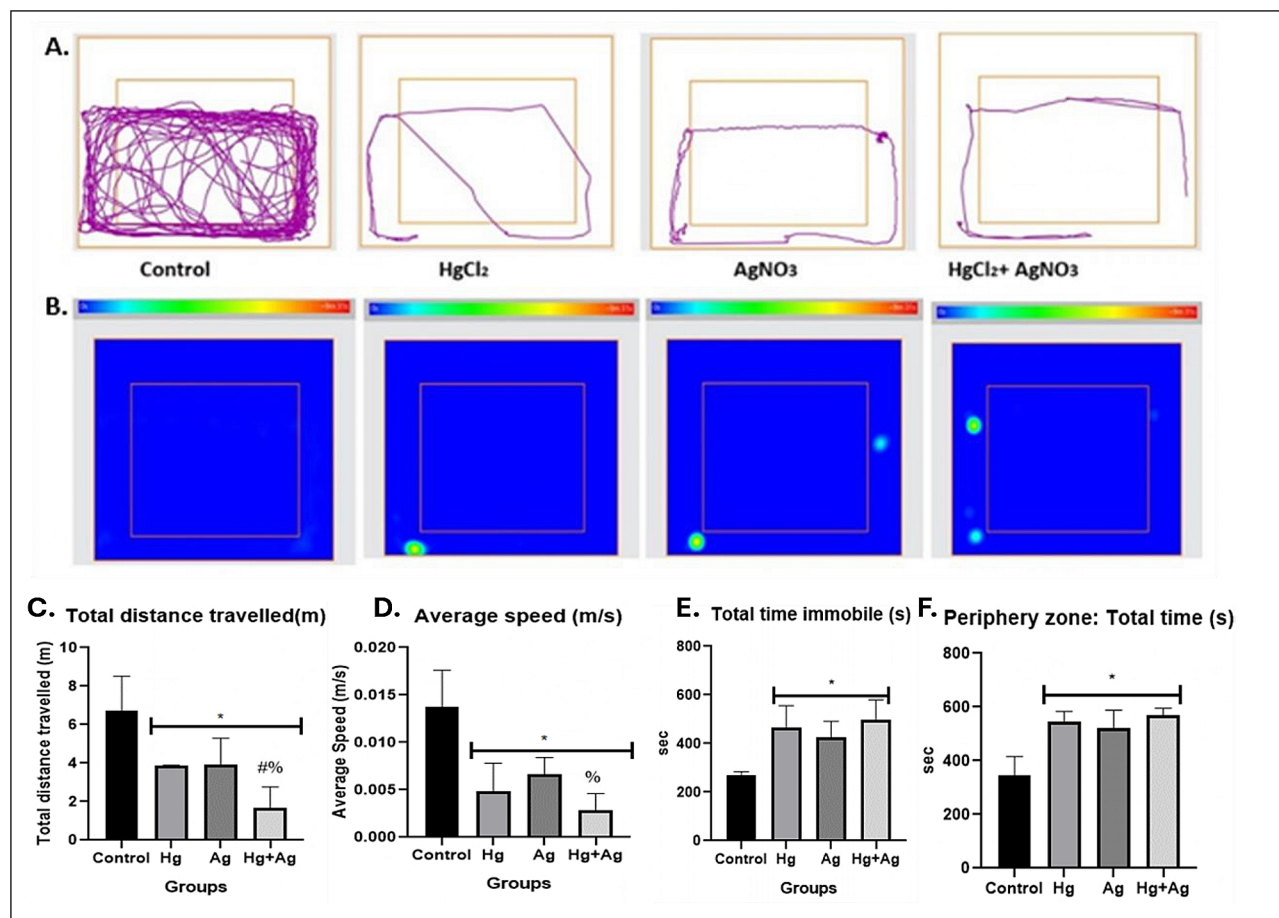 A.
Control HgCl₂ AgNO₃ HgCl₂+ AgNO₃
B.
C. Total distance travelled(m)
Total distance travelled (m)
10
8
6
4
2
0
*
#%
Control Hg Ag Hg+Ag
Groups
D. Average speed (m/s)
Average Speed (m/s)
0.020
0.015
0.010
0.005
0.000
*
%
Control Hg Ag Hg+Ag
Groups
E. Total time immobile (s)
sec
800
600
400
200
0
*
Control Hg Ag Hg+Ag
Groups
F. Periphery zone: Total time (s)
sec
800
600
400
200
0
*
Control Hg Ag Hg+Ag